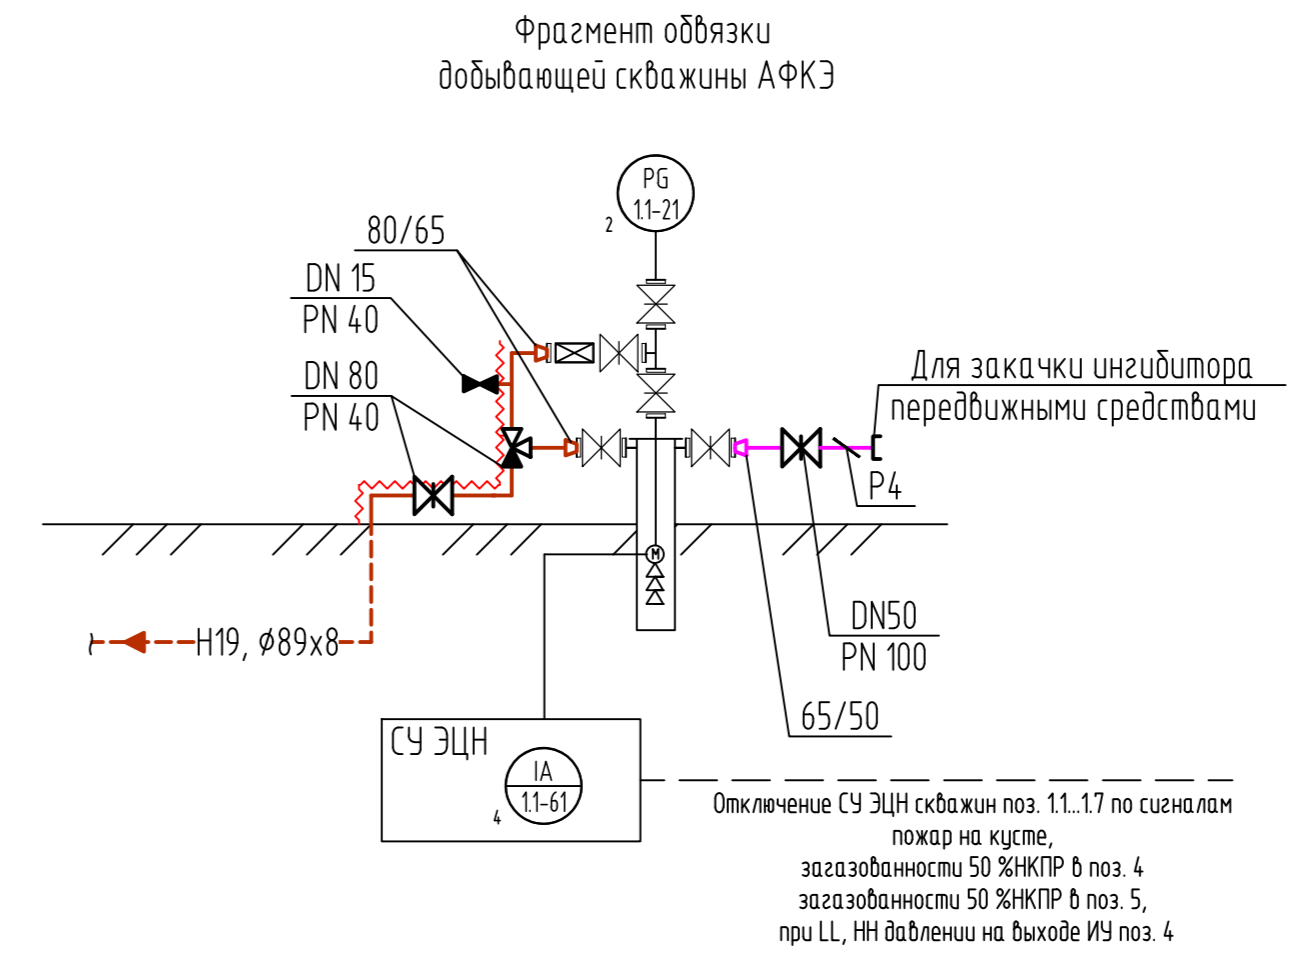 Фрагмент обвязки
добывающей скважины АФКЭ
PG
1.1-21
2
80/65
DN 15
PN 40
DN 80
PN 40
Для закачки ингибитора
передвижными средствами
P4
M
DN50
PN 100
H19, ϕ89x8
65/50
СУ ЭЦН
IA
1.1-61
4
Отключение СУ ЭЦН скважин поз. 1.1...1.7 по сигналам
пожар на кусте,
загазованности 50 %НКПР в поз. 4
загазованности 50 %НКПР в поз. 5,
при LL, HH давлении на выходе ИУ поз. 4